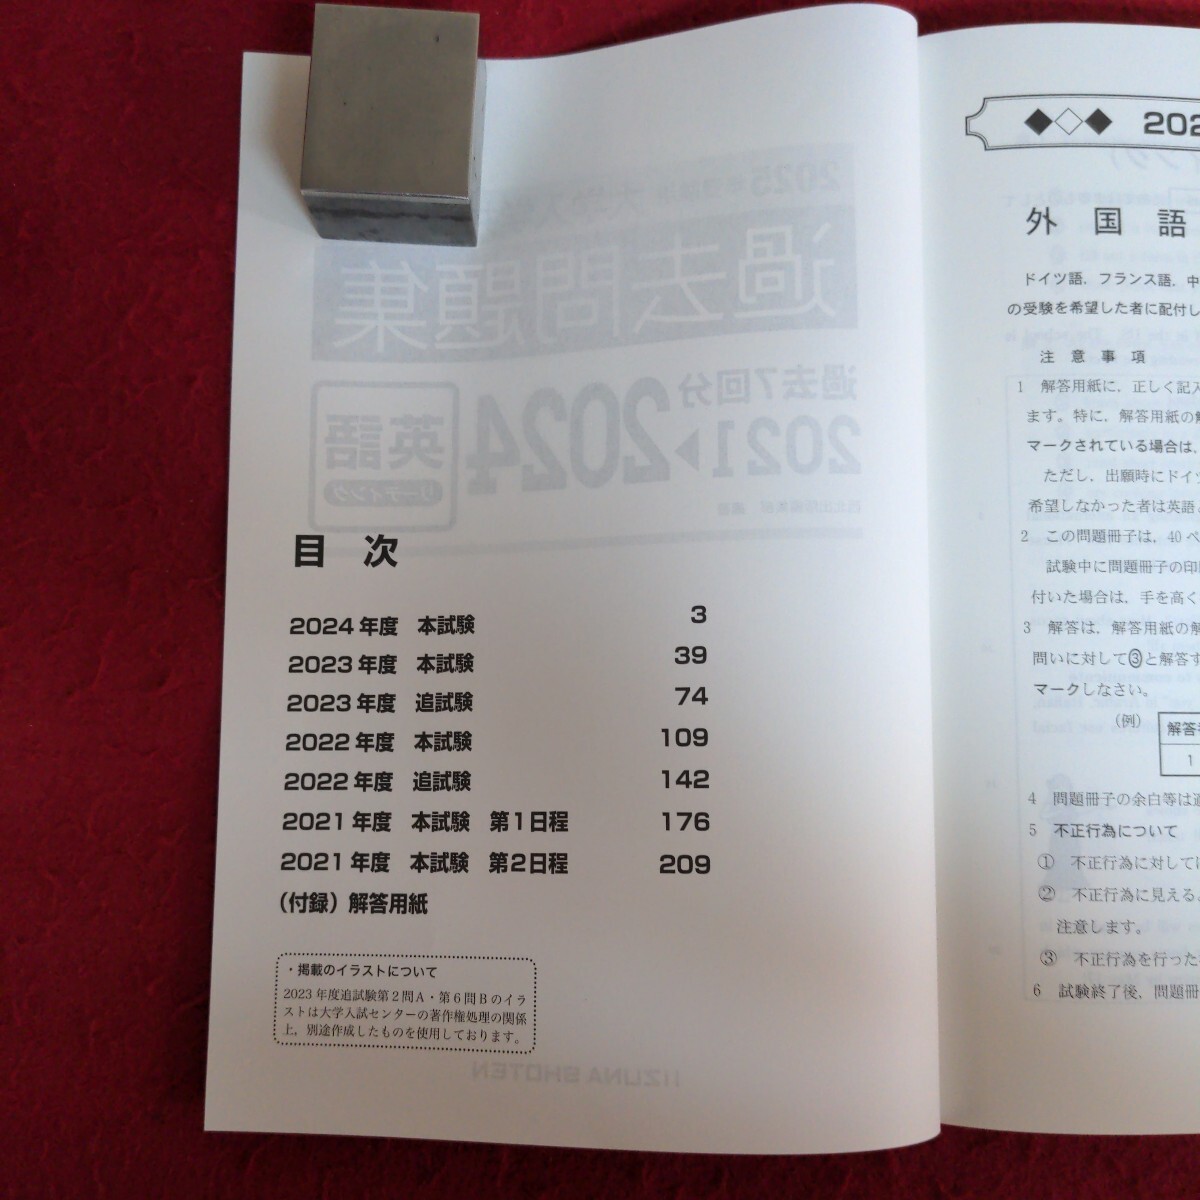 目 次
2024年度 本試験 3
2023年度 本試験 39
2023年度 追試験 74
2022年度 本試験 109
2022年度 追試験 142
2021年度 本試験 第1日程 176
2021年度 本試験 第2日程 209
(付録)解答用紙
・掲載のイラストについて
2023年度追試験第2問A・第6問Bのイラ
ストは大学入試センターの著作権処理の関係
上,別途作成したものを使用しております。
過去問題集
過去7回分
2021▶2024
英語
リーディング
IIZUNA SHOTEN
◆◇◆ 202
外 国 語
ドイツ語,フランス語,中
の受験を希望した者に配付し
注 意 事 項
1 解答用紙に,正しく記入
ます。特に,解答用紙の解
マークされている場合は,
ただし,出願時にドイツ
希望しなかった者は英語
2 この問題冊子は,40ペ
試験中に問題冊子の印
付いた場合は,手を高く
3 解答は,解答用紙の解
問いに対して③と解答す
マークしなさい。
(例)
解答
1
4 問題冊子の余白等は適
5 不正行為について
① 不正行為に対しては
② 不正行為に見える
注意します。
③ 不正行為を行った
6 試験終了後,問題冊